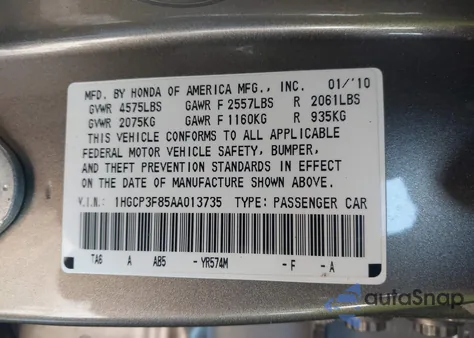 MFD. BY HONDA OF AMERICA MFG., INC. 01/'10
GVWR 4575LBS GAWR F 2557LBS R 2061LBS
GVWR 2075KG GAWR F 1160KG R 935KG
THIS VEHICLE CONFORMS TO ALL APPLICABLE
FEDERAL MOTOR VEHICLE SAFETY, BUMPER,
AND THEFT PREVENTION STANDARDS IN EFFECT
ON THE DATE OF MANUFACTURE SHOWN ABOVE.
V.I.N.: 1HGCP3F85AA013735 TYPE: PASSENGER CAR
TA6 A AB5 - YR574M - F - A
autoSnap